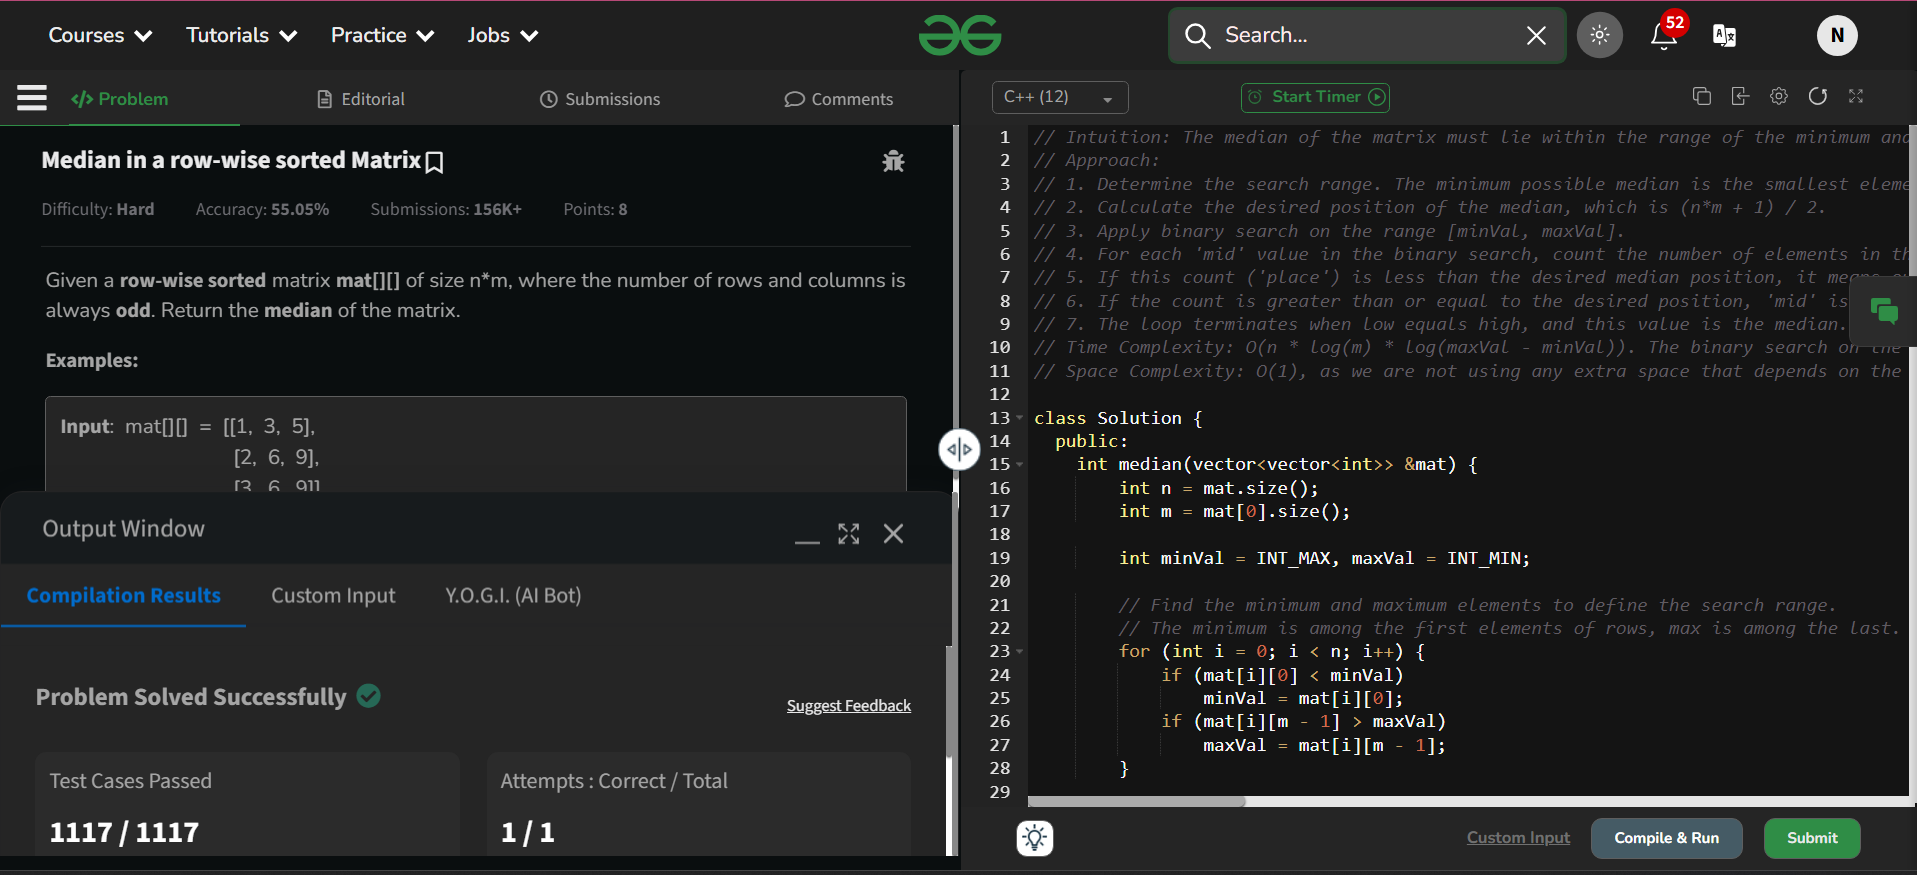 Courses Tutorials Practice Jobs Search... 52 N
Problem Editorial Submissions Comments
C++ (12) Start Timer
Median in a row-wise sorted Matrix
Difficulty: Hard Accuracy: 55.05% Submissions: 156K+ Points: 8
Given a row-wise sorted matrix mat[][] of size n*m, where the number of rows and columns is
always odd. Return the median of the matrix.
Examples:
Input: mat[][] = [[1, 3, 5],
[2, 6, 9],
[3, 6, 9]]
Output Window
Compilation Results Custom Input Y.O.G.I. (AI Bot)
Problem Solved Successfully
Suggest Feedback
Test Cases Passed
1117 / 1117
Attempts : Correct / Total
1 / 1
1 // Intuition: The median of the matrix must lie within the range of the minimum and
2 // Approach:
3 // 1. Determine the search range. The minimum possible median is the smallest eleme
4 // 2. Calculate the desired position of the median, which is (n*m + 1) / 2.
5 // 3. Apply binary search on the range [minVal, maxVal].
6 // 4. For each 'mid' value in the binary search, count the number of elements in th
7 // 5. If this count ('place') is less than the desired median position, it means
8 // 6. If the count is greater than or equal to the desired position, 'mid' is
9 // 7. The loop terminates when low equals high, and this value is the median.
10 // Time Complexity: O(n * log(m) * log(maxVal - minVal)). The binary search on the
11 // Space Complexity: O(1), as we are not using any extra space that depends on the
12
13 class Solution {
14 public:
15 int median(vector<vector<int>> &mat) {
16 int n = mat.size();
17 int m = mat[0].size();
18
19 int minVal = INT_MAX, maxVal = INT_MIN;
20
21 // Find the minimum and maximum elements to define the search range.
22 // The minimum is among the first elements of rows, max is among the last.
23 for (int i = 0; i < n; i++) {
24 if (mat[i][0] < minVal)
25 minVal = mat[i][0];
26 if (mat[i][m - 1] > maxVal)
27 maxVal = mat[i][m - 1];
28 }
29
Custom Input Compile & Run Submit